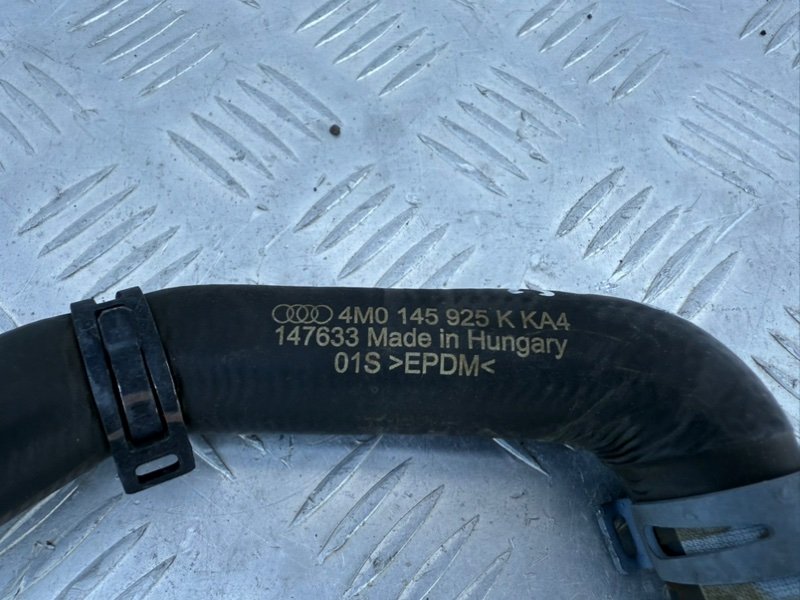 4M0 145 925 K KA4
147633 Made in Hungary
01S >EPDM<